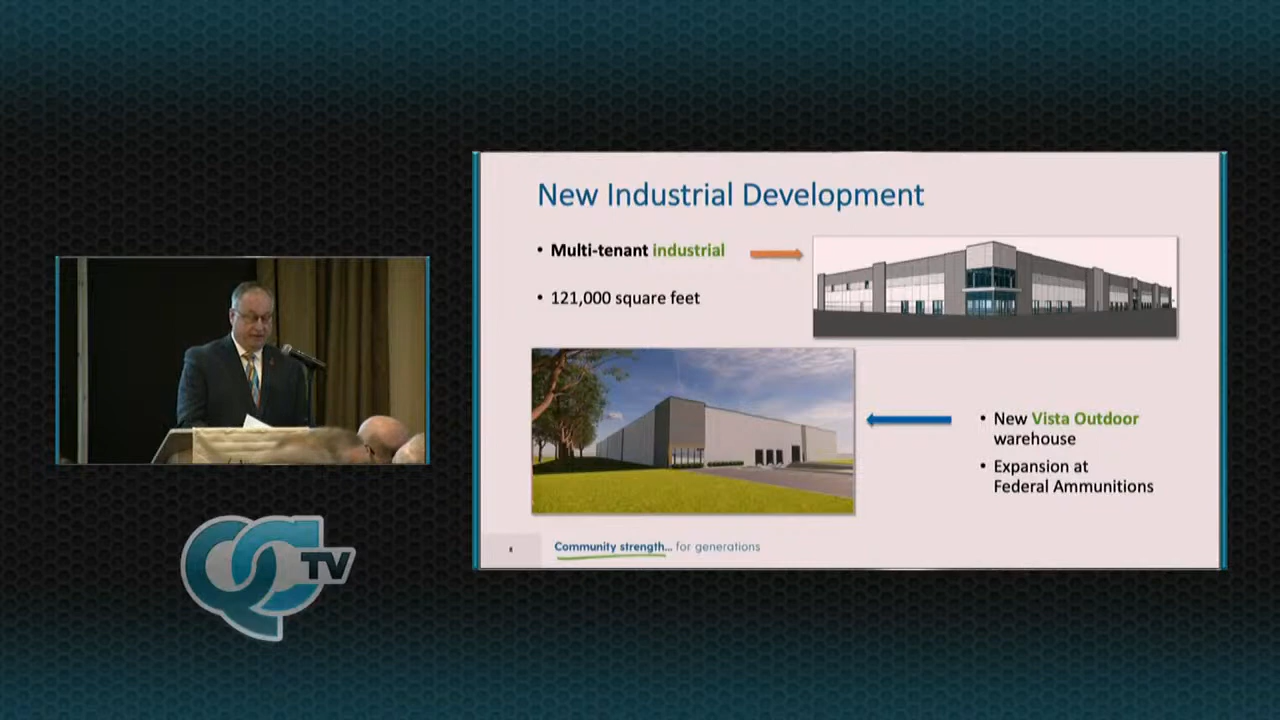 New Industrial Development
• Multi-tenant industrial
• 121,000 square feet
• New Vista Outdoor
warehouse
• Expansion at
Federal Ammunitions
Community strength... for generations
QC TV